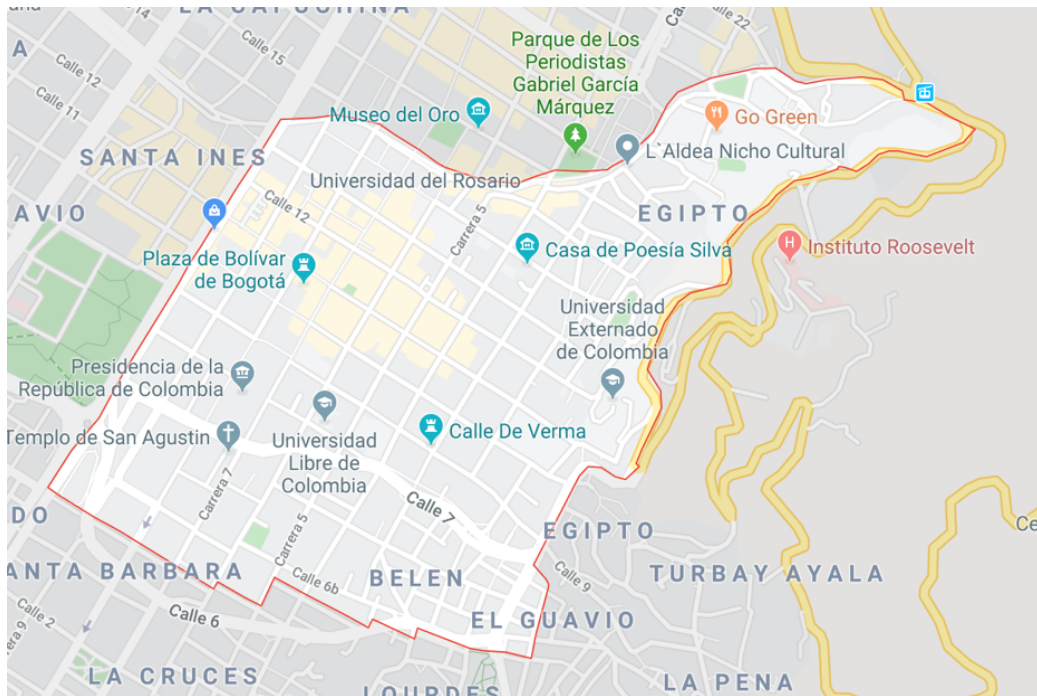 LA CAPUCHINA
Calle 22
14
A
Calle 12
Calle 15
Calle 11
Parque de Los
Periodistas
Gabriel García
Márquez
Museo del Oro
Go Green
L`Aldea Nicho Cultural
SANTA INES
Universidad del Rosario
AVIO
Calle 12
Carrera 5
EGIPTO
Casa de Poesía Silva
Instituto Roosevelt
Plaza de Bolívar
de Bogotá
Universidad
Externado
de Colombia
Presidencia de la
República de Colombia
Calle De Verma
Templo de San Agustin
Universidad
Libre de
Colombia
Carrera 7
Calle 7
DO
Carrera 5
EGIPTO
Ce
ANTA BARBARA
Calle 6b
BELEN
Calle 9
TURBAY AYALA
Calle 2
Calle 6
EL GUAVIO
Carrera 9
LA CRUCES
LOURDES
LA PENA